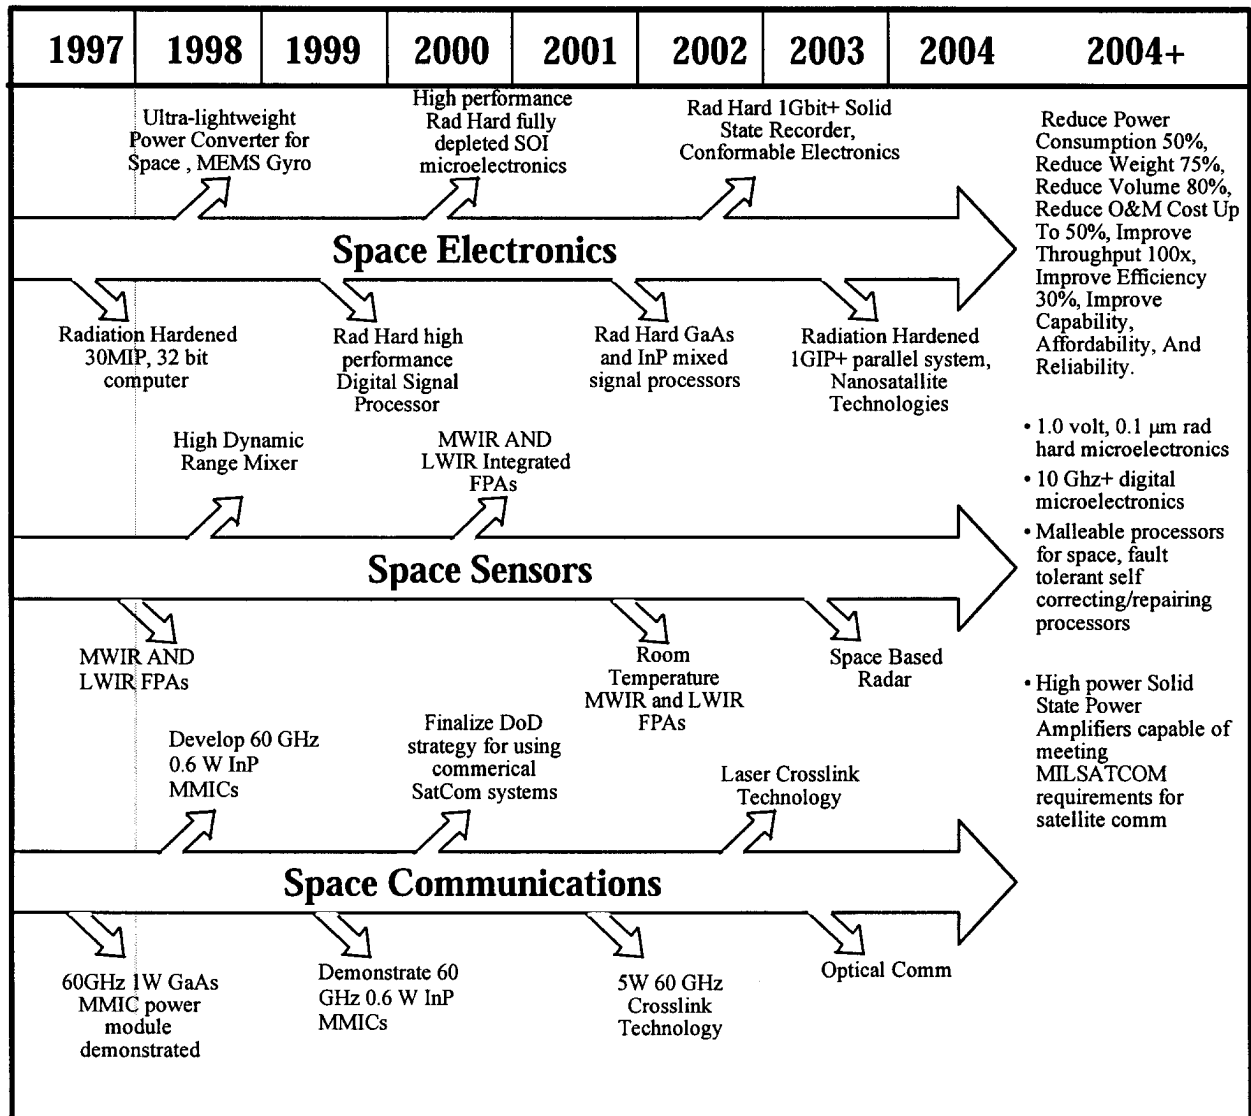 1997 1998 1999 2000 2001 2002 2003 2004 2004+
Ultra-lightweight
Power Converter for
Space , MEMS Gyro
High performance
Rad Hard fully
depleted SOI
microelectronics
Rad Hard 1Gbit+ Solid
State Recorder,
Conformable Electronics
Space Electronics
Radiation Hardened
30MIP, 32 bit
computer
Rad Hard high
performance
Digital Signal
Processor
Rad Hard GaAs
and InP mixed
signal processors
Radiation Hardened
1GIP+ parallel system,
Nanosatallite
Technologies
High Dynamic
Range Mixer
MWIR AND
LWIR Integrated
FPAs
Space Sensors
MWIR AND
LWIR FPAs
Room
Temperature
MWIR and LWIR
FPAs
Space Based
Radar
Develop 60 GHz
0.6 W InP
MMICs
Finalize DoD
strategy for using
commerical
SatCom systems
Laser Crosslink
Technology
Space Communications
60GHz 1W GaAs
MMIC power
module
demonstrated
Demonstrate 60
GHz 0.6 W InP
MMICs
5W 60 GHz
Crosslink
Technology
Optical Comm
Reduce Power
Consumption 50%,
Reduce Weight 75%,
Reduce Volume 80%,
Reduce O&M Cost Up
To 50%, Improve
Throughput 100x,
Improve Efficiency
30%, Improve
Capability,
Affordability, And
Reliability.
• 1.0 volt, 0.1 µm rad
hard microelectronics
• 10 Ghz+ digital
microelectronics
• Malleable processors
for space, fault
tolerant self
correcting/repairing
processors
• High power Solid
State Power
Amplifiers capable of
meeting
MILSATCOM
requirements for
satellite comm